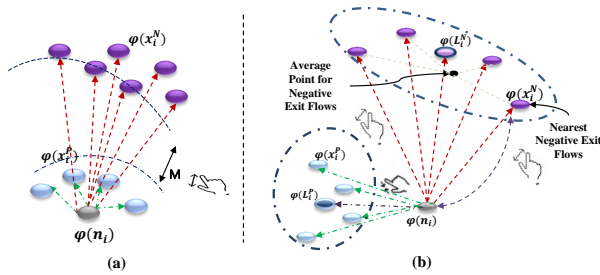 φ(x_i^N)
φ(x_i^P)
M
φ(n_i)
(a)
(b)
φ(L_i^N)
Average
Point for
Negative
Exit Flows
φ(x_i^N)
Nearest
Negative Exit
Flows
φ(x_i^P)
φ(L_i^P)
φ(n_i)